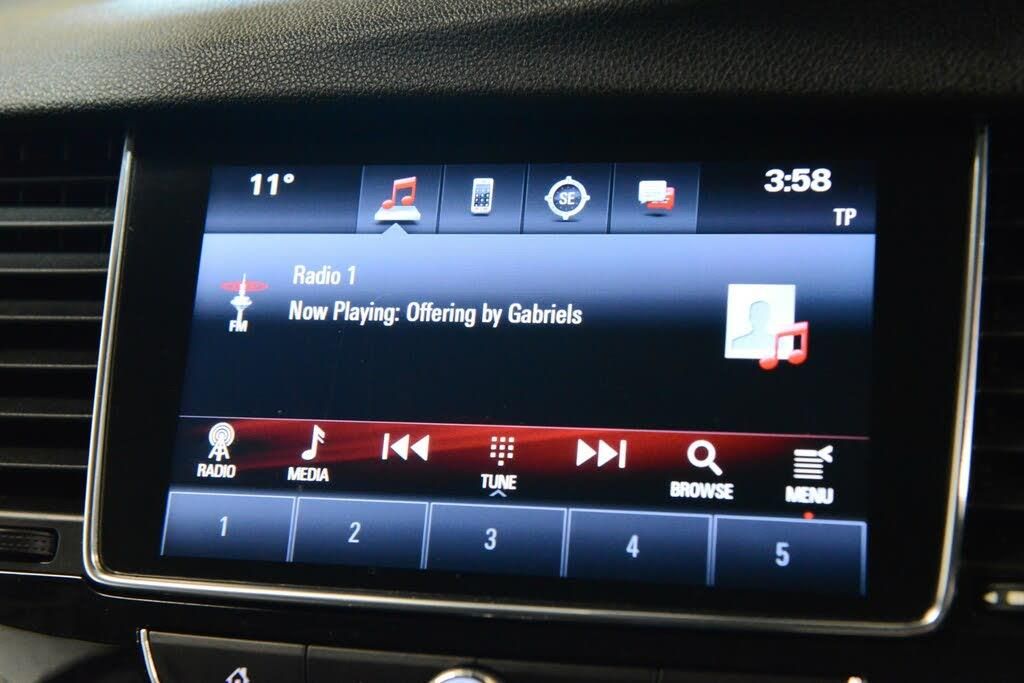 11°
SE
3:58
TP
Radio 1
Now Playing: Offering by Gabriels
FM
RADIO
MEDIA
TUNE
BROWSE
MENU
1
2
3
4
5